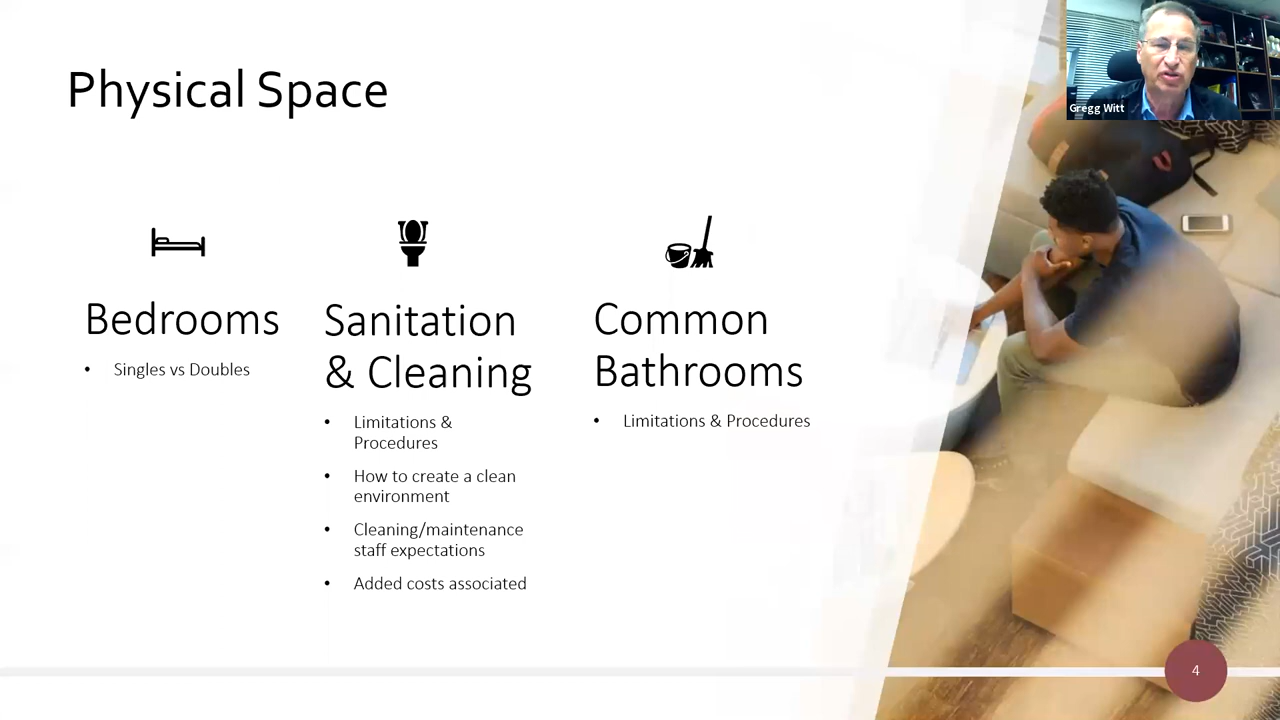 Physical Space
Gregg Witt
Bedrooms
• Singles vs Doubles
Sanitation
& Cleaning
• Limitations &
Procedures
• How to create a clean
environment
• Cleaning/maintenance
staff expectations
• Added costs associated
Common
Bathrooms
• Limitations & Procedures
4